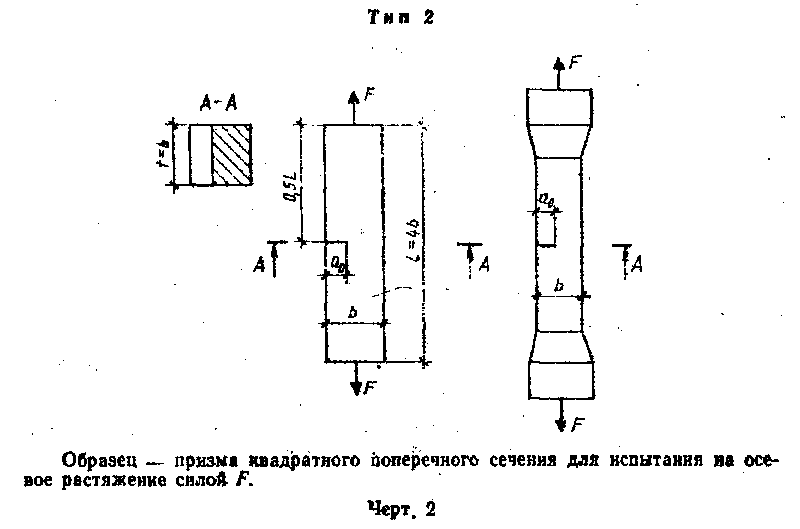 Тип 2
А-А
F
F
t=b
0,5L
L=4b
a₀
a₀
А
А
А
b
b
F
F
Образец — призма квадратного поперечного сечения для испытания на осе-
вое растяжение силой F.
Черт. 2